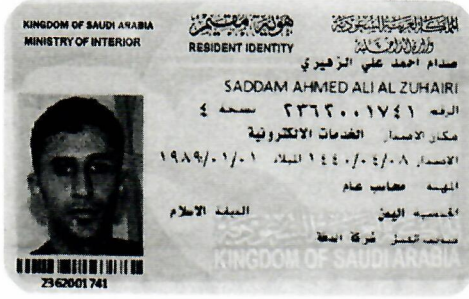 KINGDOM OF SAUDI ARABIA
MINISTRY OF INTERIOR
هوية مقيم
RESIDENT IDENTITY
المملكة العربية السعودية
وزارة الداخلية
صدام احمد علي الزهيري
SADDAM AHMED ALI AL ZUHAIRI
الرقم ٢٣٦٢٠٠١٧٤١ نسخة ٤
مكان الاصدار الخدمات الالكترونية
الاصدار ١٤٤٠/٠٤/٠٨ الميلاد ١٩٨٩/٠١/٠١
المهنة محاسب عام
الجنسية اليمن الديانة الاسلام
صاحب العمل شركة
KINGDOM OF SAUDI ARABIA
2362001741